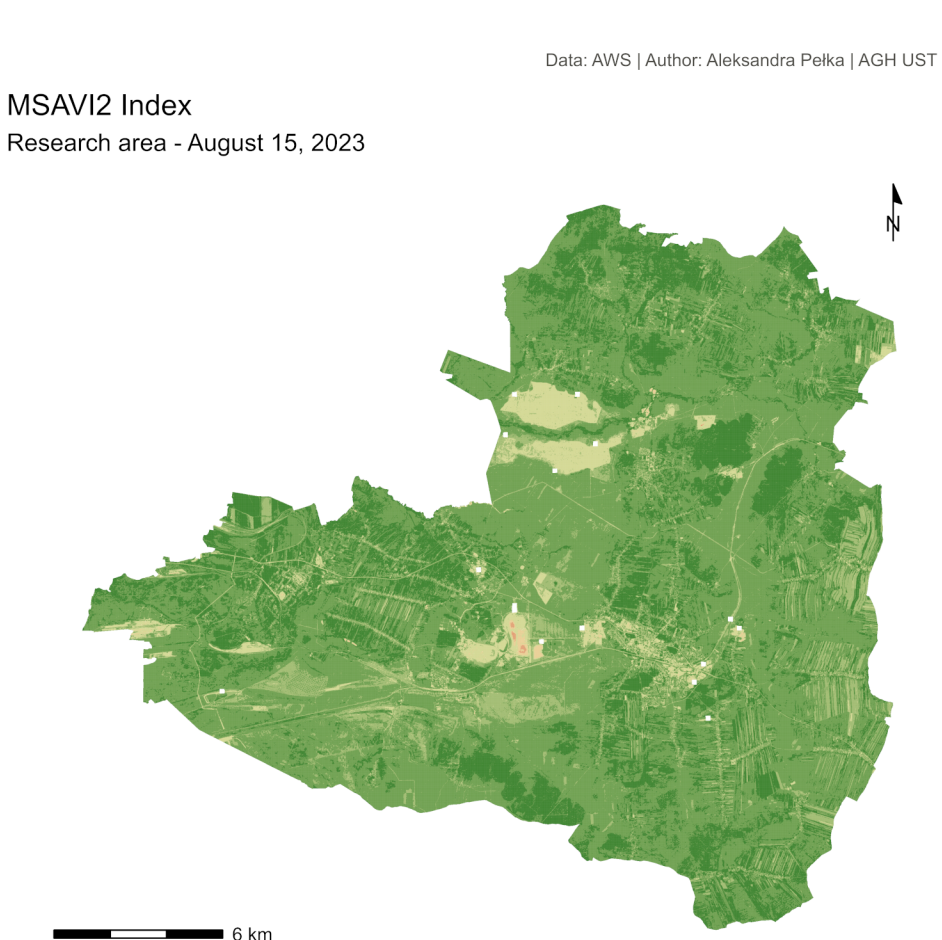 Data: AWS | Author: Aleksandra Pełka | AGH UST
MSAVI2 Index
Research area - August 15, 2023
N
6 km